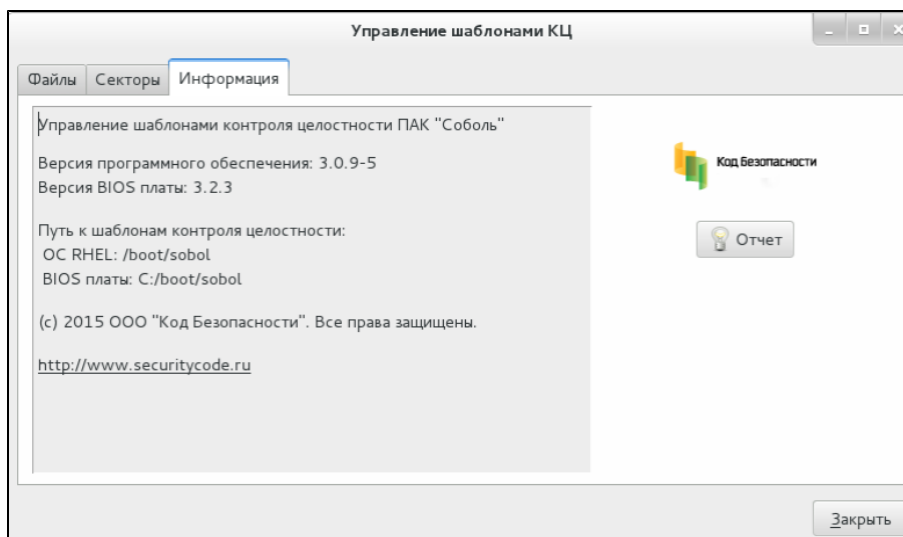 Управление шаблонами КЦ
Файлы Секторы Информация
Управление шаблонами контроля целостности ПАК "Соболь"
Версия программного обеспечения: 3.0.9-5
Версия BIOS платы: 3.2.3
Путь к шаблонам контроля целостности:
ОС RHEL: /boot/sobol
BIOS платы: C:/boot/sobol
(c) 2015 ООО "Код Безопасности". Все права защищены.
http://www.securitycode.ru
Код Безопасности
Отчет
Закрыть